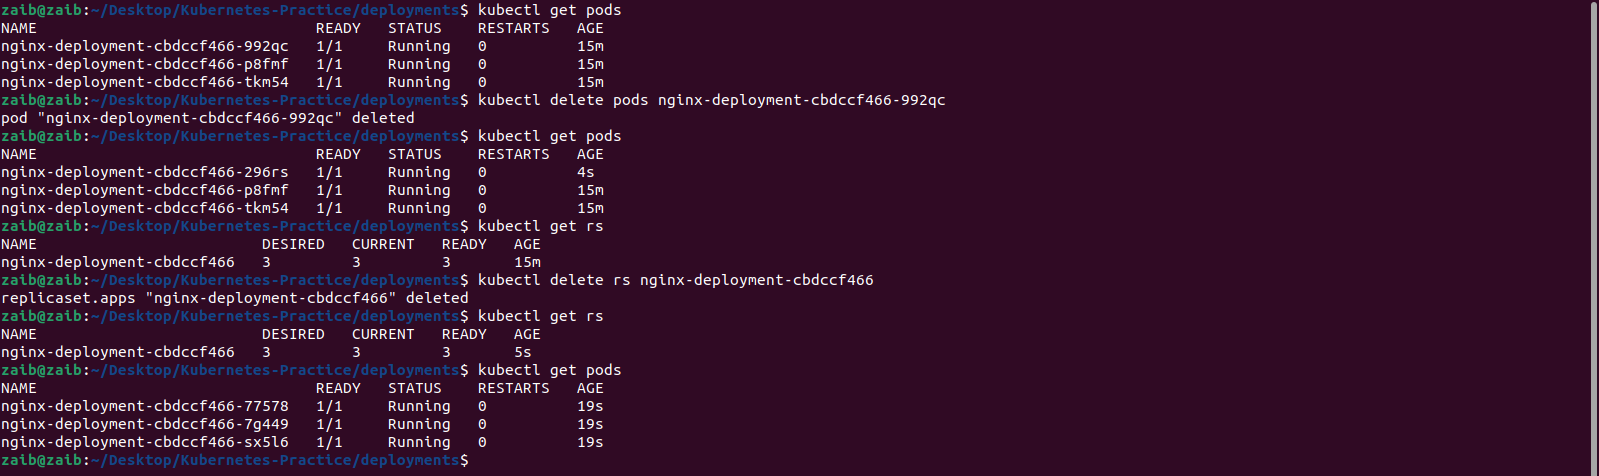 zaib@zaib:~/Desktop/Kubernetes-Practice/deployments$ kubectl get pods
NAME                               READY   STATUS    RESTARTS   AGE
nginx-deployment-cbdccf466-992qc   1/1     Running   0          15m
nginx-deployment-cbdccf466-p8fmf   1/1     Running   0          15m
nginx-deployment-cbdccf466-tkm54   1/1     Running   0          15m
zaib@zaib:~/Desktop/Kubernetes-Practice/deployments$ kubectl delete pods nginx-deployment-cbdccf466-992qc
pod "nginx-deployment-cbdccf466-992qc" deleted
zaib@zaib:~/Desktop/Kubernetes-Practice/deployments$ kubectl get pods
NAME                               READY   STATUS    RESTARTS   AGE
nginx-deployment-cbdccf466-296rs   1/1     Running   0          4s
nginx-deployment-cbdccf466-p8fmf   1/1     Running   0          15m
nginx-deployment-cbdccf466-tkm54   1/1     Running   0          15m
zaib@zaib:~/Desktop/Kubernetes-Practice/deployments$ kubectl get rs
NAME                         DESIRED   CURRENT   READY   AGE
nginx-deployment-cbdccf466   3         3         3       15m
zaib@zaib:~/Desktop/Kubernetes-Practice/deployments$ kubectl delete rs nginx-deployment-cbdccf466
replicaset.apps "nginx-deployment-cbdccf466" deleted
zaib@zaib:~/Desktop/Kubernetes-Practice/deployments$ kubectl get rs
NAME                         DESIRED   CURRENT   READY   AGE
nginx-deployment-cbdccf466   3         3         3       5s
zaib@zaib:~/Desktop/Kubernetes-Practice/deployments$ kubectl get pods
NAME                               READY   STATUS    RESTARTS   AGE
nginx-deployment-cbdccf466-77578   1/1     Running   0          19s
nginx-deployment-cbdccf466-7g449   1/1     Running   0          19s
nginx-deployment-cbdccf466-sx5l6   1/1     Running   0          19s
zaib@zaib:~/Desktop/Kubernetes-Practice/deployments$